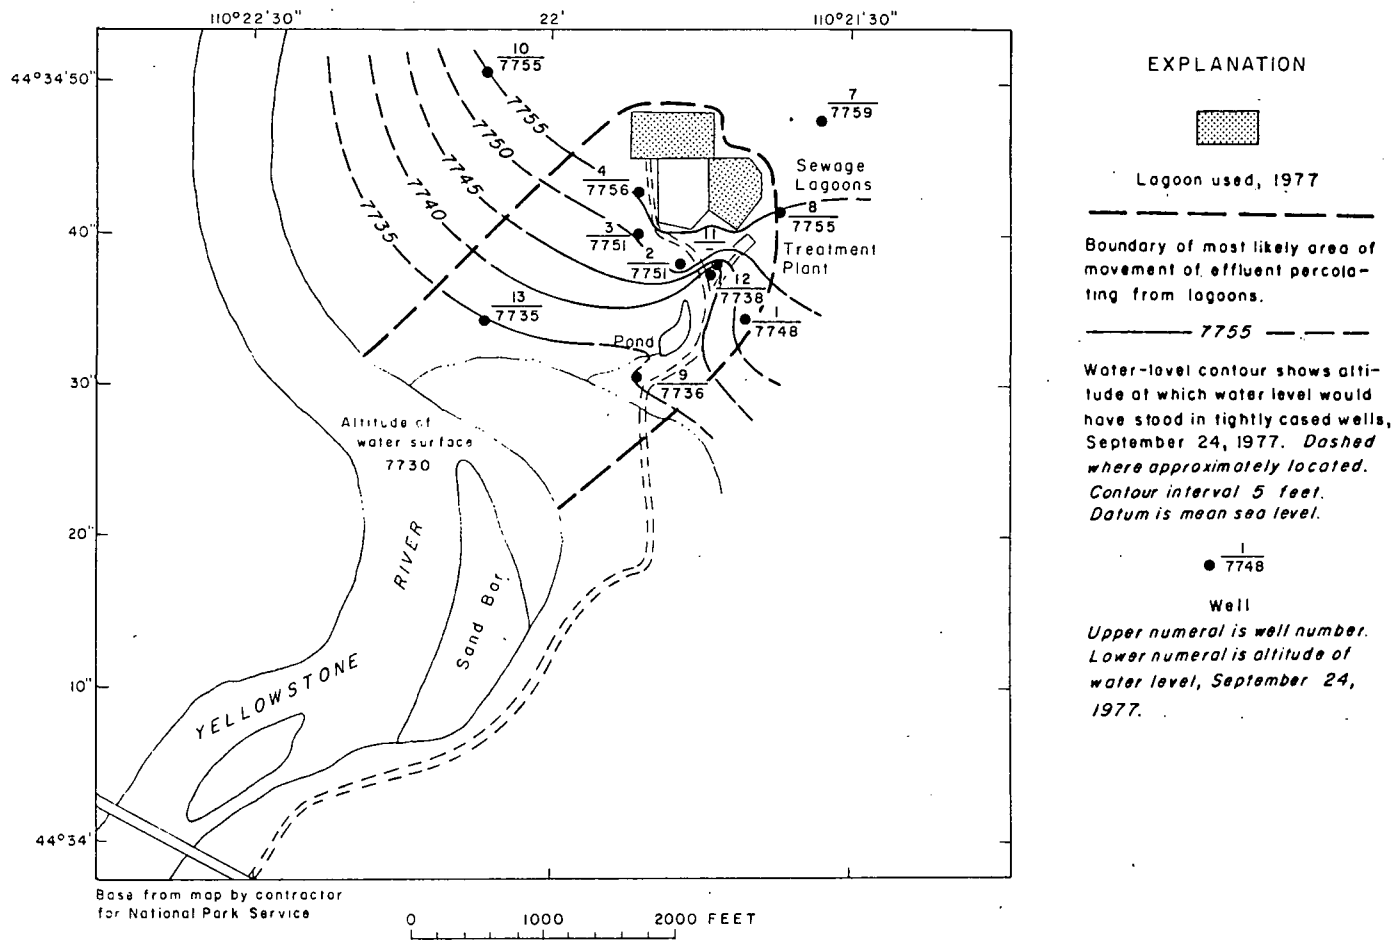 110°22'30"
22'
110°21'30"
44°34'50"
40"
30"
20"
10"
44°34'
10
7755
7
7759
7755
7750
7745
7740
7735
4
7756
3
7751
2
7751
11
—
Sewage
Lagoons
8
7755
Treatment
Plant
12
7738
1
7748
13
7735
Pond
9
7736
Altitude of
water surface
7730
RIVER
Sand Bar
YELLOWSTONE
Base from map by contractor
for National Park Service
0 1000 2000 FEET
EXPLANATION
Lagoon used, 1977
Boundary of most likely area of
movement of effluent percola-
ting from lagoons.
7755
Water-level contour shows alti-
tude at which water level would
have stood in tightly cased wells,
September 24, 1977. Dashed
where approximately located.
Contour interval 5 feet.
Datum is mean sea level.
1
7748
Well
Upper numeral is well number.
Lower numeral is altitude of
water level, September 24,
1977.